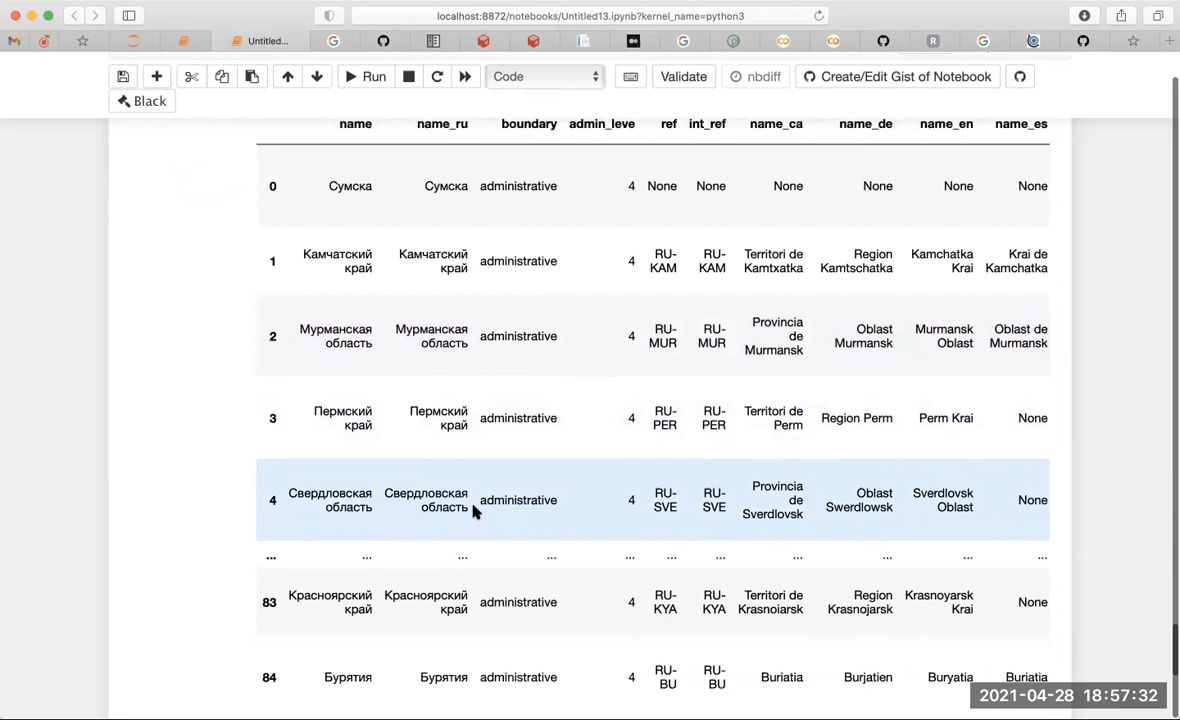 localhost:8872/notebooks/Untitled13.ipynb?kernel_name=python3
Untitled...
Run
Code
Validate
nbdiff
Create/Edit Gist of Notebook
Black
name name_ru boundary admin_leve ref int_ref name_ca name_de name_en name_es
0 Сумска Сумска administrative 4 None None None None None None
Камчатский Камчатский RU- RU- Territori de Region Kamchatka Krai de
1 administrative 4
край край KAM KAM Kamtxatka Kamtschatka Krai Kamchatka
Provincia
Мурманская Мурманская RU- RU- Oblast Murmansk Oblast de
2 administrative 4 de
область область MUR MUR Murmansk Oblast Murmansk
Murmansk
Пермский Пермский RU- RU- Territori de
3 administrative 4 Region Perm Perm Krai None
край край PER PER Perm
Provincia
Свердловская Свердловская RU- RU- Oblast Sverdlovsk
4 administrative 4 de None
область область SVE SVE Swerdlowsk Oblast
Sverdlovsk
... ... ... ... ... ... ... ... ... ... ...
Красноярский Красноярский RU- RU- Territori de Region Krasnoyarsk
83 administrative 4 None
край край KYA KYA Krasnoiarsk Krasnojarsk Krai
RU- RU-
84 Бурятия Бурятия administrative 4 Buriatia Burjatien Buryatia Buriatia
BU BU
2021-04-28 18:57:32